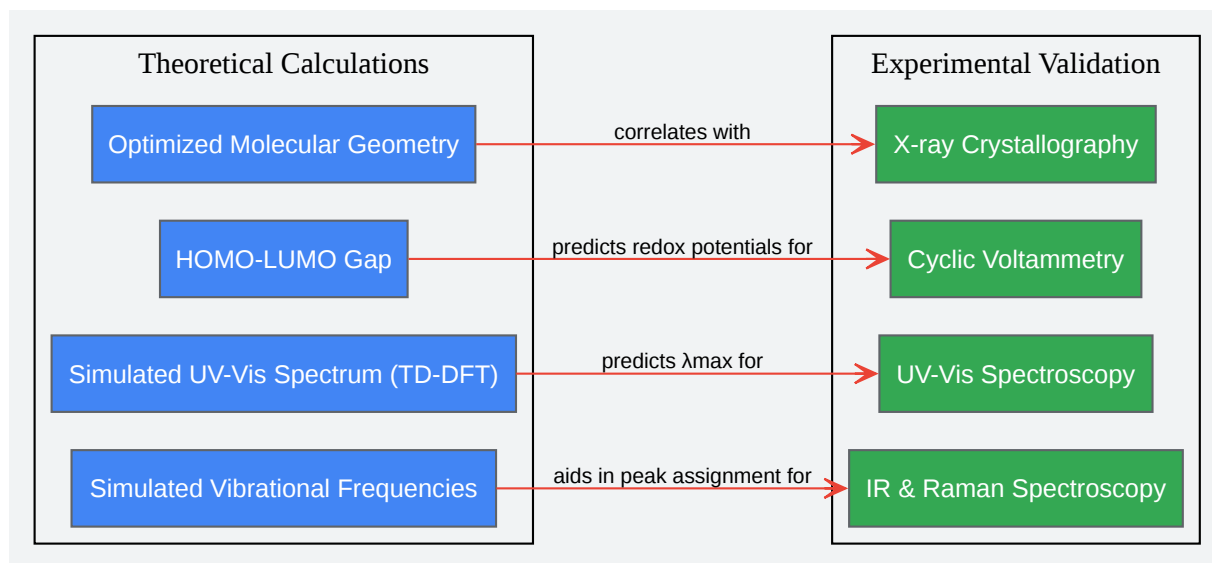 Theoretical Calculations
Experimental Validation
Optimized Molecular Geometry
correlates with
X-ray Crystallography
HOMO-LUMO Gap
predicts redox potentials for
Cyclic Voltammetry
Simulated UV-Vis Spectrum (TD-DFT)
predicts λmax for
UV-Vis Spectroscopy
Simulated Vibrational Frequencies
aids in peak assignment for
IR & Raman Spectroscopy